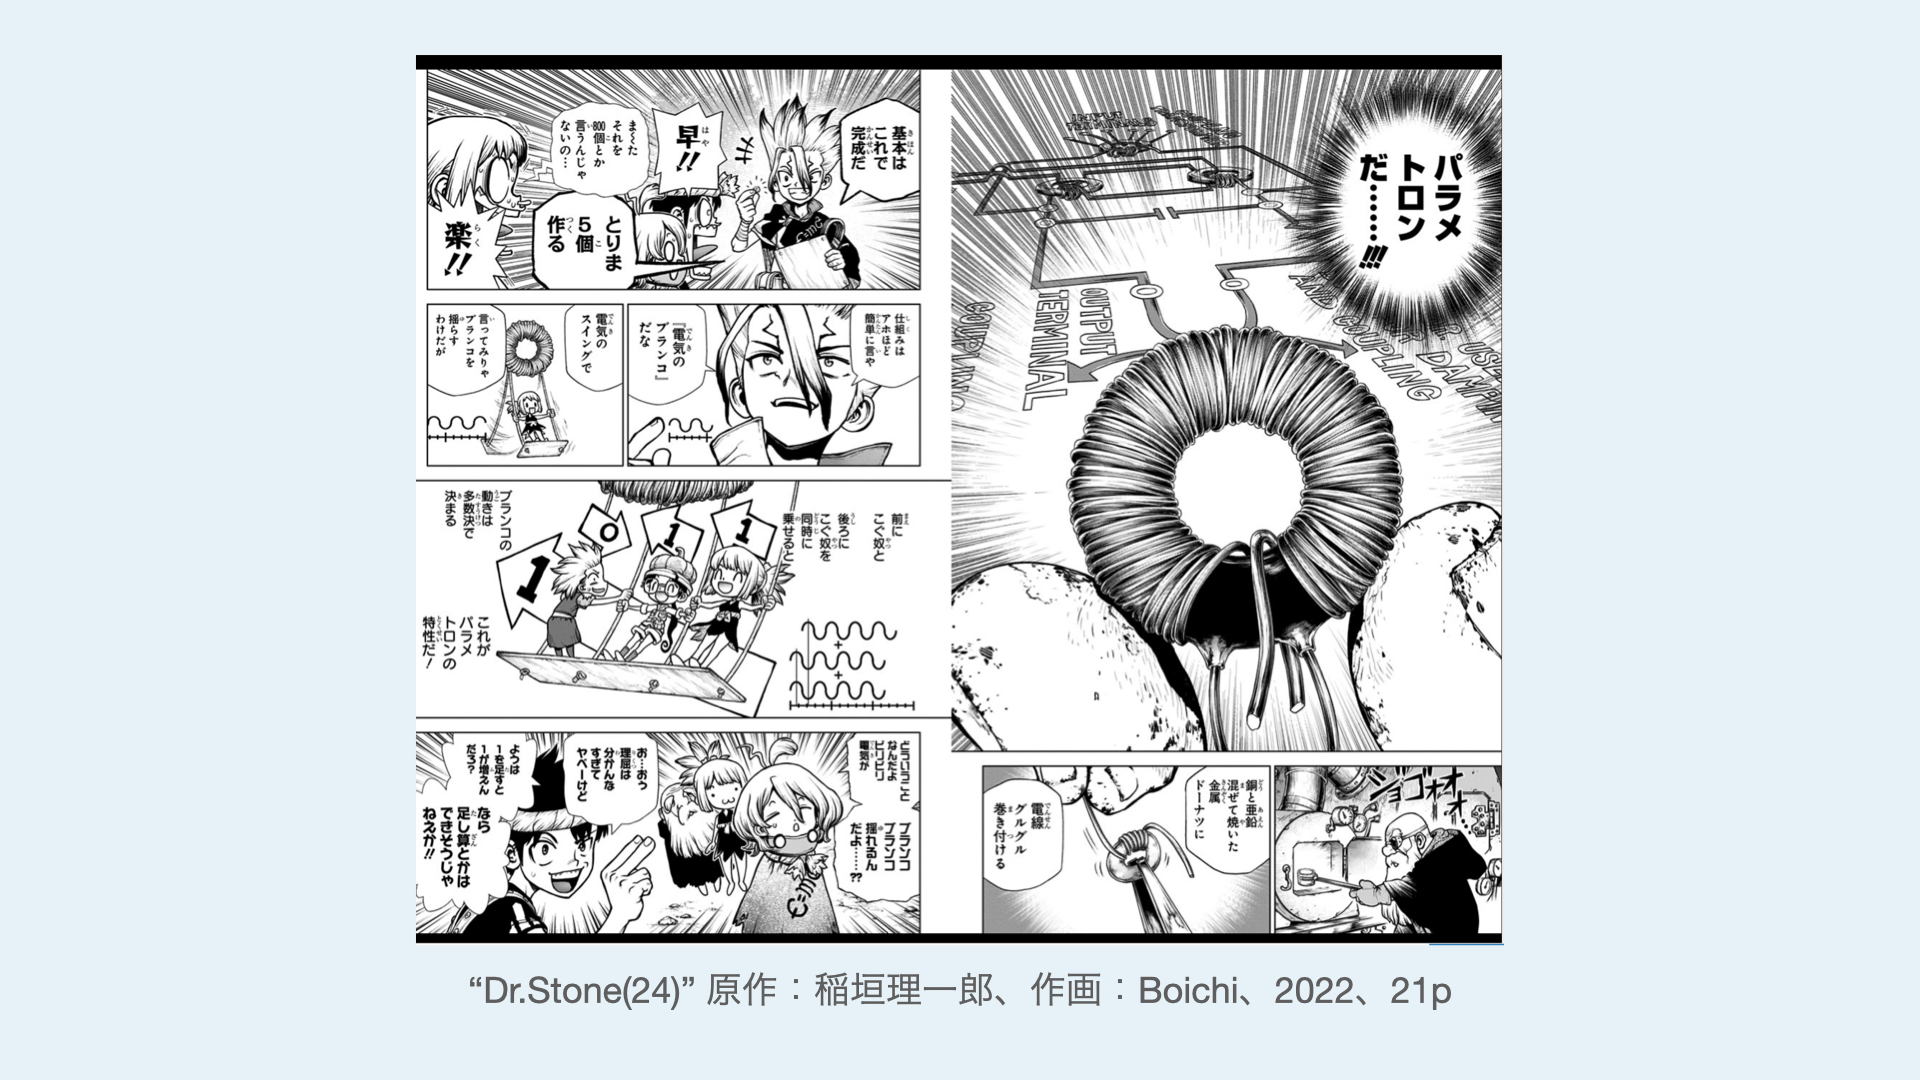 パラメ
トロン
だ……!!!
OUTPUT
TERMINAL
AND COUPLING
COUPLING
ジョゴォォォ
銅と亜鉛
混ぜて焼いた
金属
ドーナツに
電線
グルグル
巻き付ける
基本は
これで
完成だ
早!!
ま〜た
それを
800個とか
言うんじゃ
ないの…
とりま
5個
作る
楽!!
仕組みは
アホほど
簡単に言や
『電気の
ブランコ』
だな
電気の
スイングで
言ってみりゃ
ブランコを
揺らす
わけだが
前に
こぐ奴と
後ろに
こぐ奴を
同時に
乗せると
1
0
1
1
ブランコの
動きは
多数決で
決まる
これが
パラメ
トロンの
特性だ!
どういうこと
なんだよ
ビリビリ
電気が
ブランコ
ブランコ
揺れるん
だよ……??
お…おう
理屈は
分かんな
すぎて
ヤベーけど
ようは
1を足すと
1が増えん
だろ?
なら
足し算とかは
できそうじゃ
ねえか!!
“Dr.Stone(24)” 原作：稲垣理一郎、作画：Boichi、2022、21p